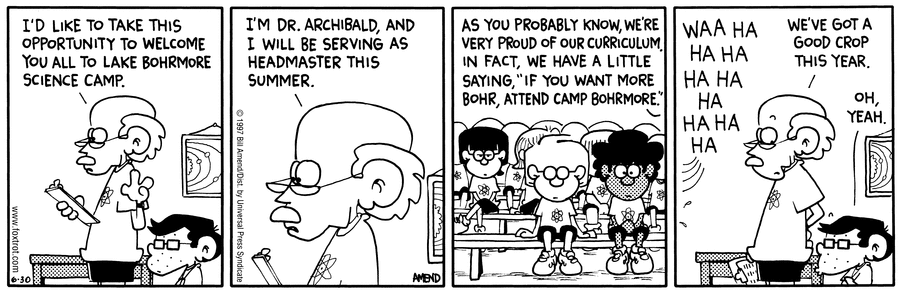 I'D LIKE TO TAKE THIS
OPPORTUNITY TO WELCOME
YOU ALL TO LAKE BOHRMORE
SCIENCE CAMP.
www.foxtrot.com
6-30
I'M DR. ARCHIBALD, AND
I WILL BE SERVING AS
HEADMASTER THIS
SUMMER.
© 1997 Bill Amend/Dist. by Universal Press Syndicate
AMEND
AS YOU PROBABLY KNOW, WE'RE
VERY PROUD OF OUR CURRICULUM.
IN FACT, WE HAVE A LITTLE
SAYING, "IF YOU WANT MORE
BOHR, ATTEND CAMP BOHRMORE."
WAA HA
HA HA
HA HA
HA
HA HA
HA
WE'VE GOT A
GOOD CROP
THIS YEAR.
OH,
YEAH.